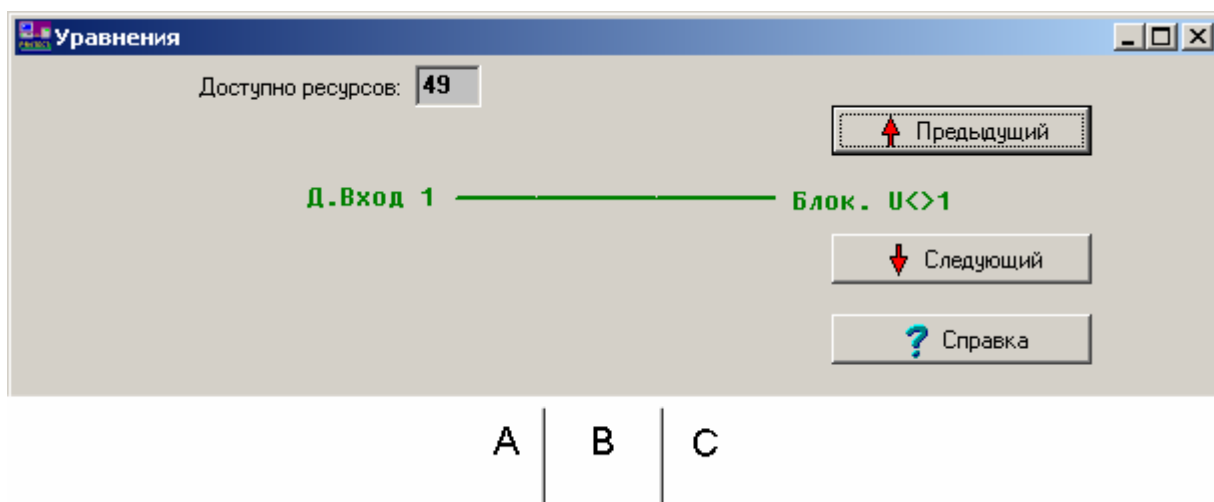 Уравнения
Доступно ресурсов: 49
Предыдущий
Д.Вход 1 Блок. U<>1
Следующий
? Справка
A B C